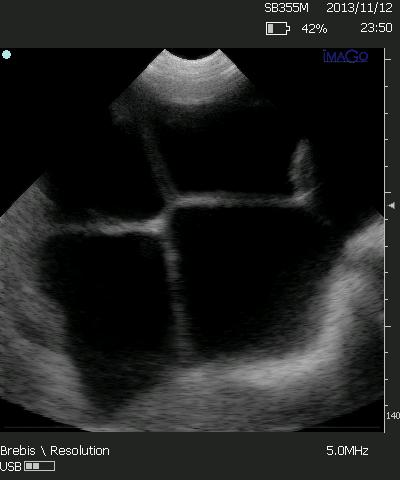 SB355M 2013/11/12
42% 23:50
iMAGO
140
Brebis \ Resolution 5.0MHz
USB